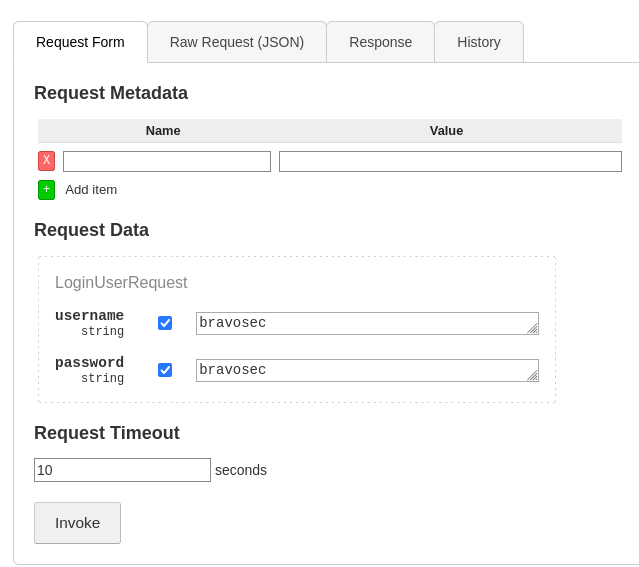 Request Form Raw Request (JSON) Response History
Request Metadata
Name Value
X
+ Add item
Request Data
LoginUserRequest
username bravosec
string
password bravosec
string
Request Timeout
10 seconds
Invoke